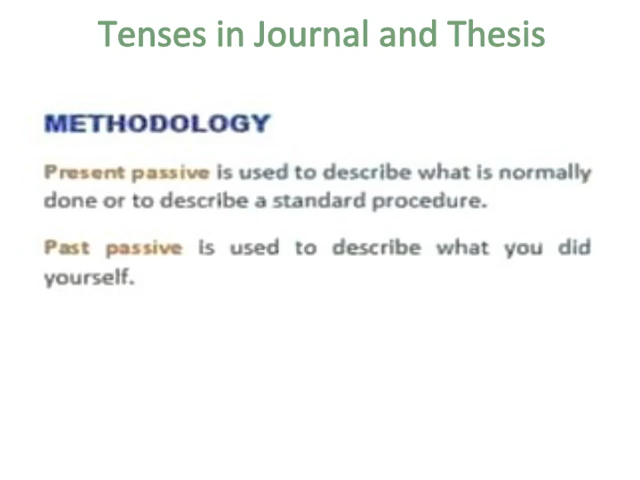 Tenses in Journal and Thesis
METHODOLOGY
Present passive is used to describe what is normally
done or to describe a standard procedure.
Past passive is used to describe what you did
yourself.